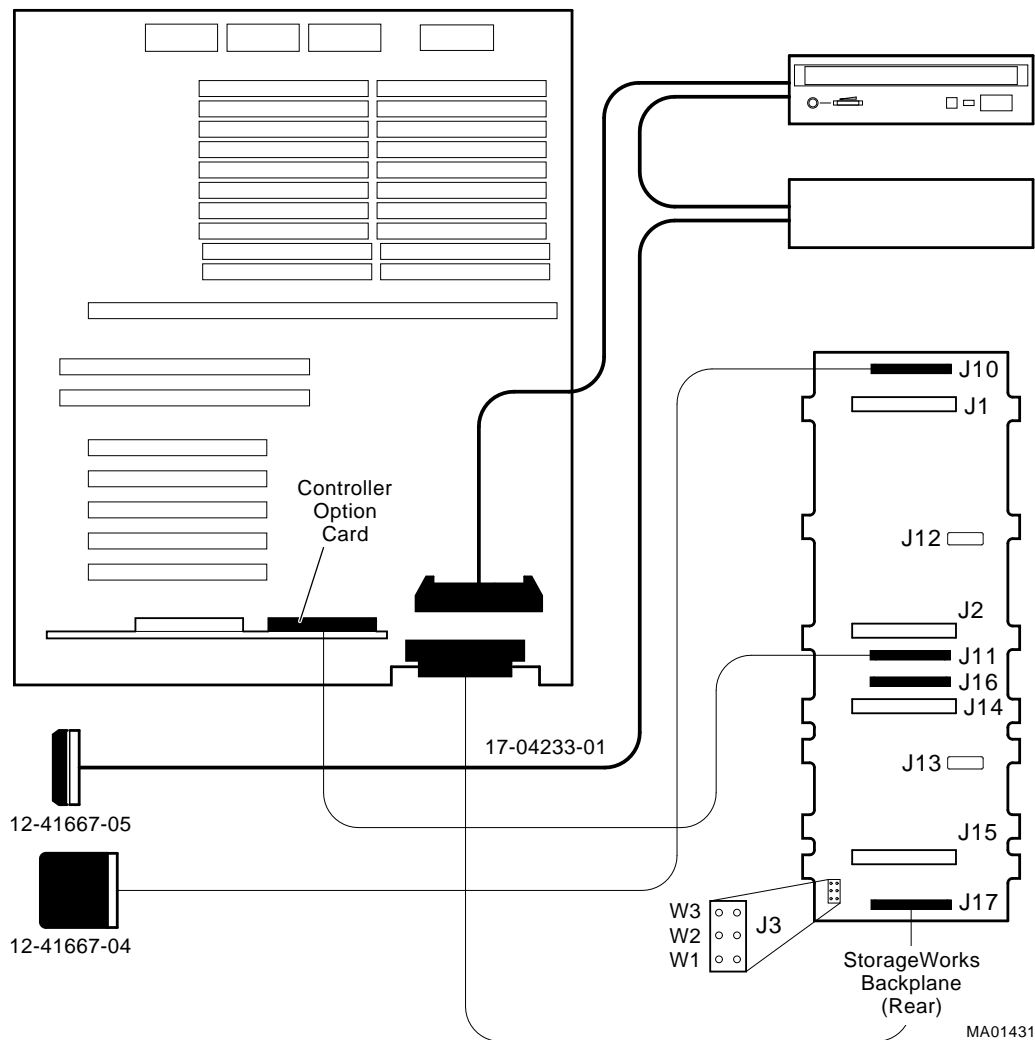 J10
J1
Controller
Option
Card
J12
J2
J11
J16
J14
17-04233-01
J13
12-41667-05
J15
J17
W3
W2
W1
J3
12-41667-04
StorageWorks
Backplane
(Rear)
MA01431